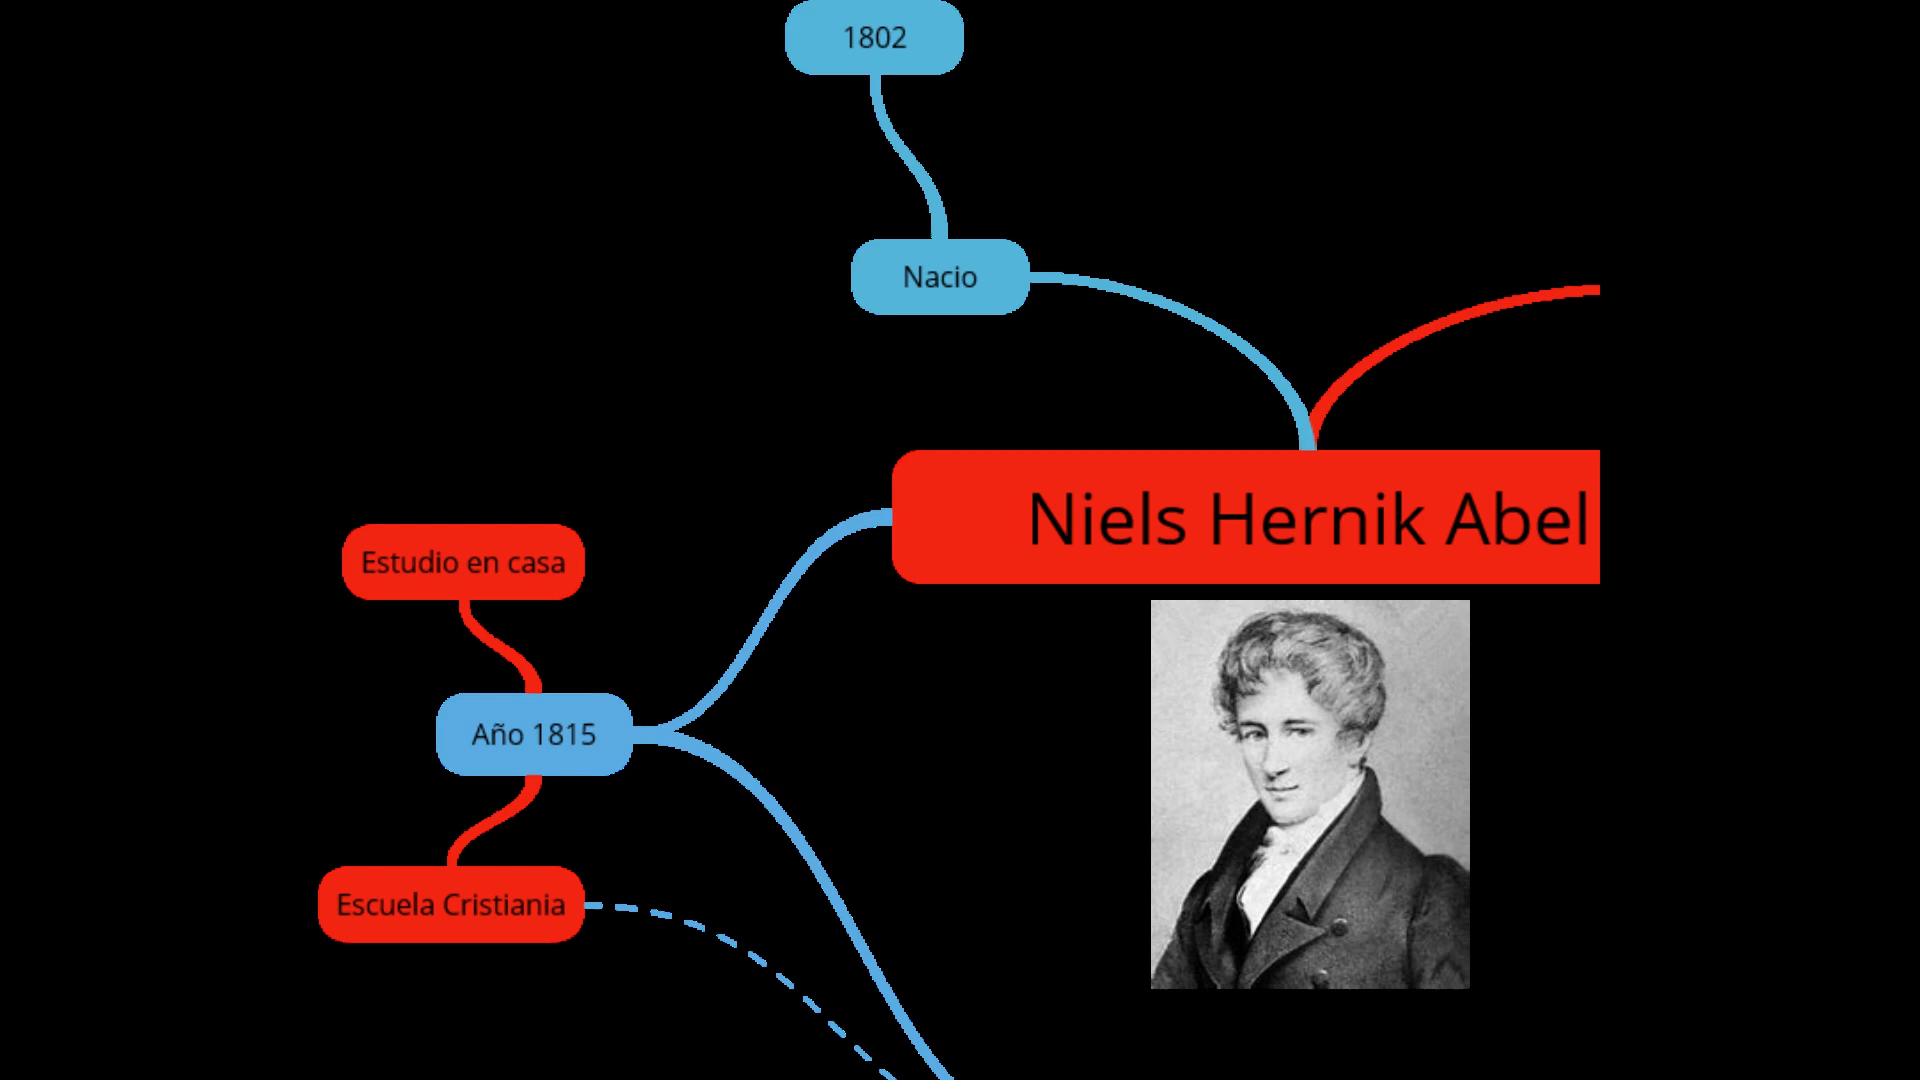 1802
Nacio
Niels Hernik Abel
Estudio en casa
Año 1815
Escuela Cristiania